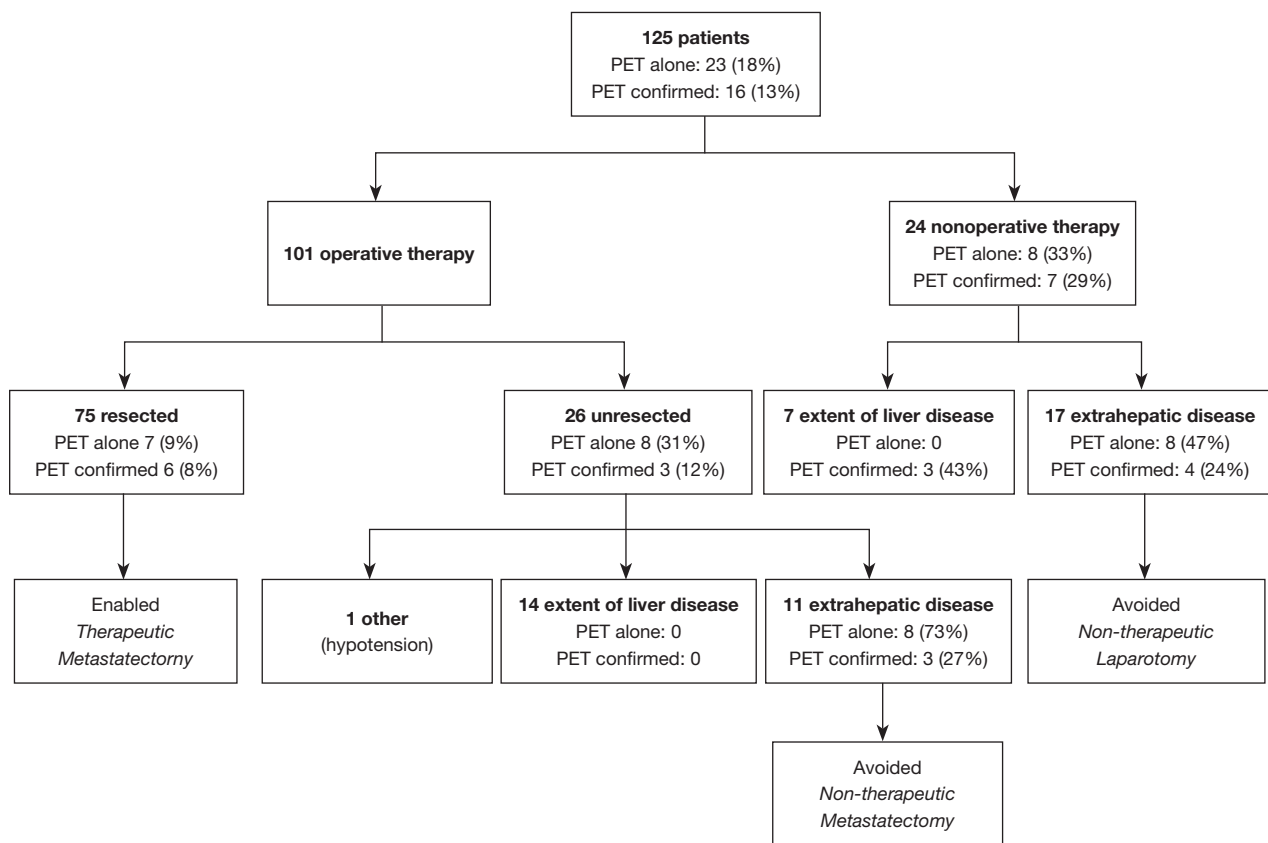 125 patients
PET alone: 23 (18%)
PET confirmed: 16 (13%)
101 operative therapy
24 nonoperative therapy
PET alone: 8 (33%)
PET confirmed: 7 (29%)
75 resected
PET alone 7 (9%)
PET confirmed 6 (8%)
26 unresected
PET alone 8 (31%)
PET confirmed 3 (12%)
7 extent of liver disease
PET alone: 0
PET confirmed: 3 (43%)
17 extrahepatic disease
PET alone: 8 (47%)
PET confirmed: 4 (24%)
Enabled
Therapeutic
Metastatectorny
1 other
(hypotension)
14 extent of liver disease
PET alone: 0
PET confirmed: 0
11 extrahepatic disease
PET alone: 8 (73%)
PET confirmed: 3 (27%)
Avoided
Non-therapeutic
Laparotomy
Avoided
Non-therapeutic
Metastatectomy